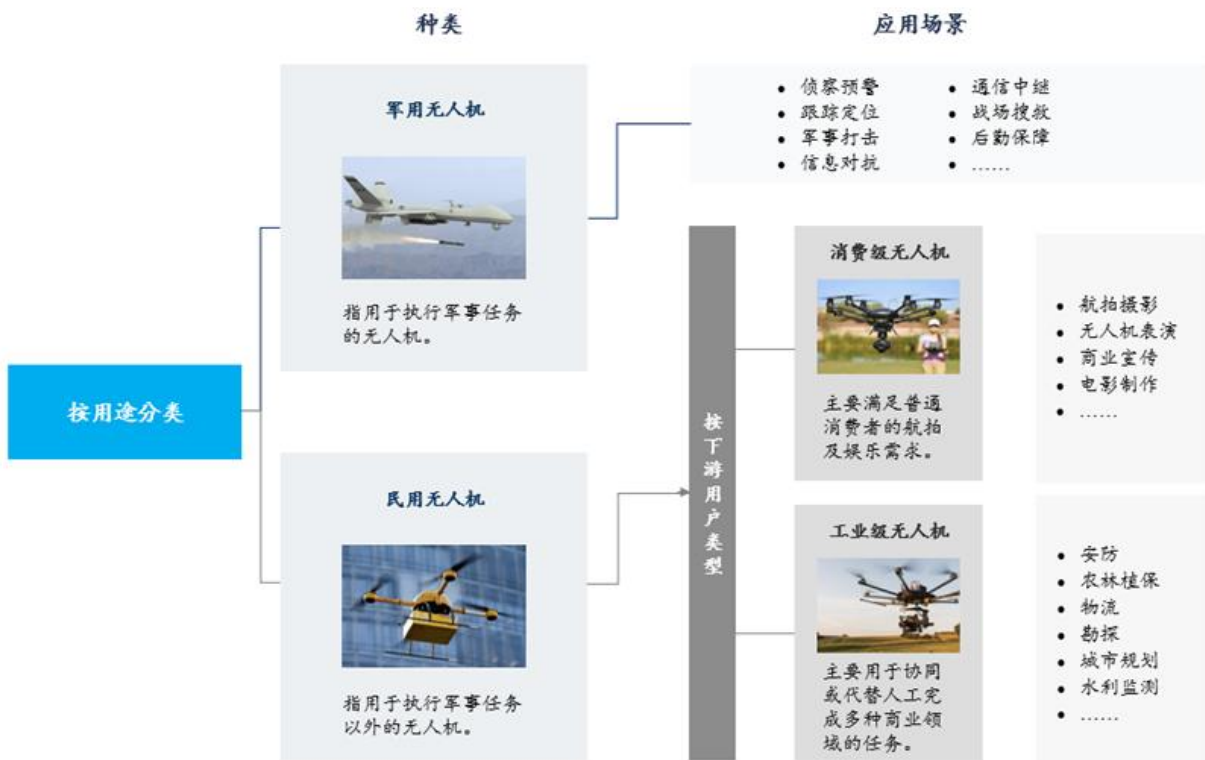 种类
应用场景
按用途分类
军用无人机
指用于执行军事任务
的无人机。
• 侦察预警
• 跟踪定位
• 军事打击
• 信息对抗
• 通信中继
• 战场搜救
• 后勤保障
• ......
民用无人机
指用于执行军事任务
以外的无人机。
按下游用户类型
消费级无人机
主要满足普通
消费者的航拍
及娱乐需求。
• 航拍摄影
• 无人机表演
• 商业宣传
• 电影制作
• ......
工业级无人机
主要用于协同
或代替人工完
成多种商业领
域的任务。
• 安防
• 农林植保
• 物流
• 勘探
• 城市规划
• 水利监测
• ......